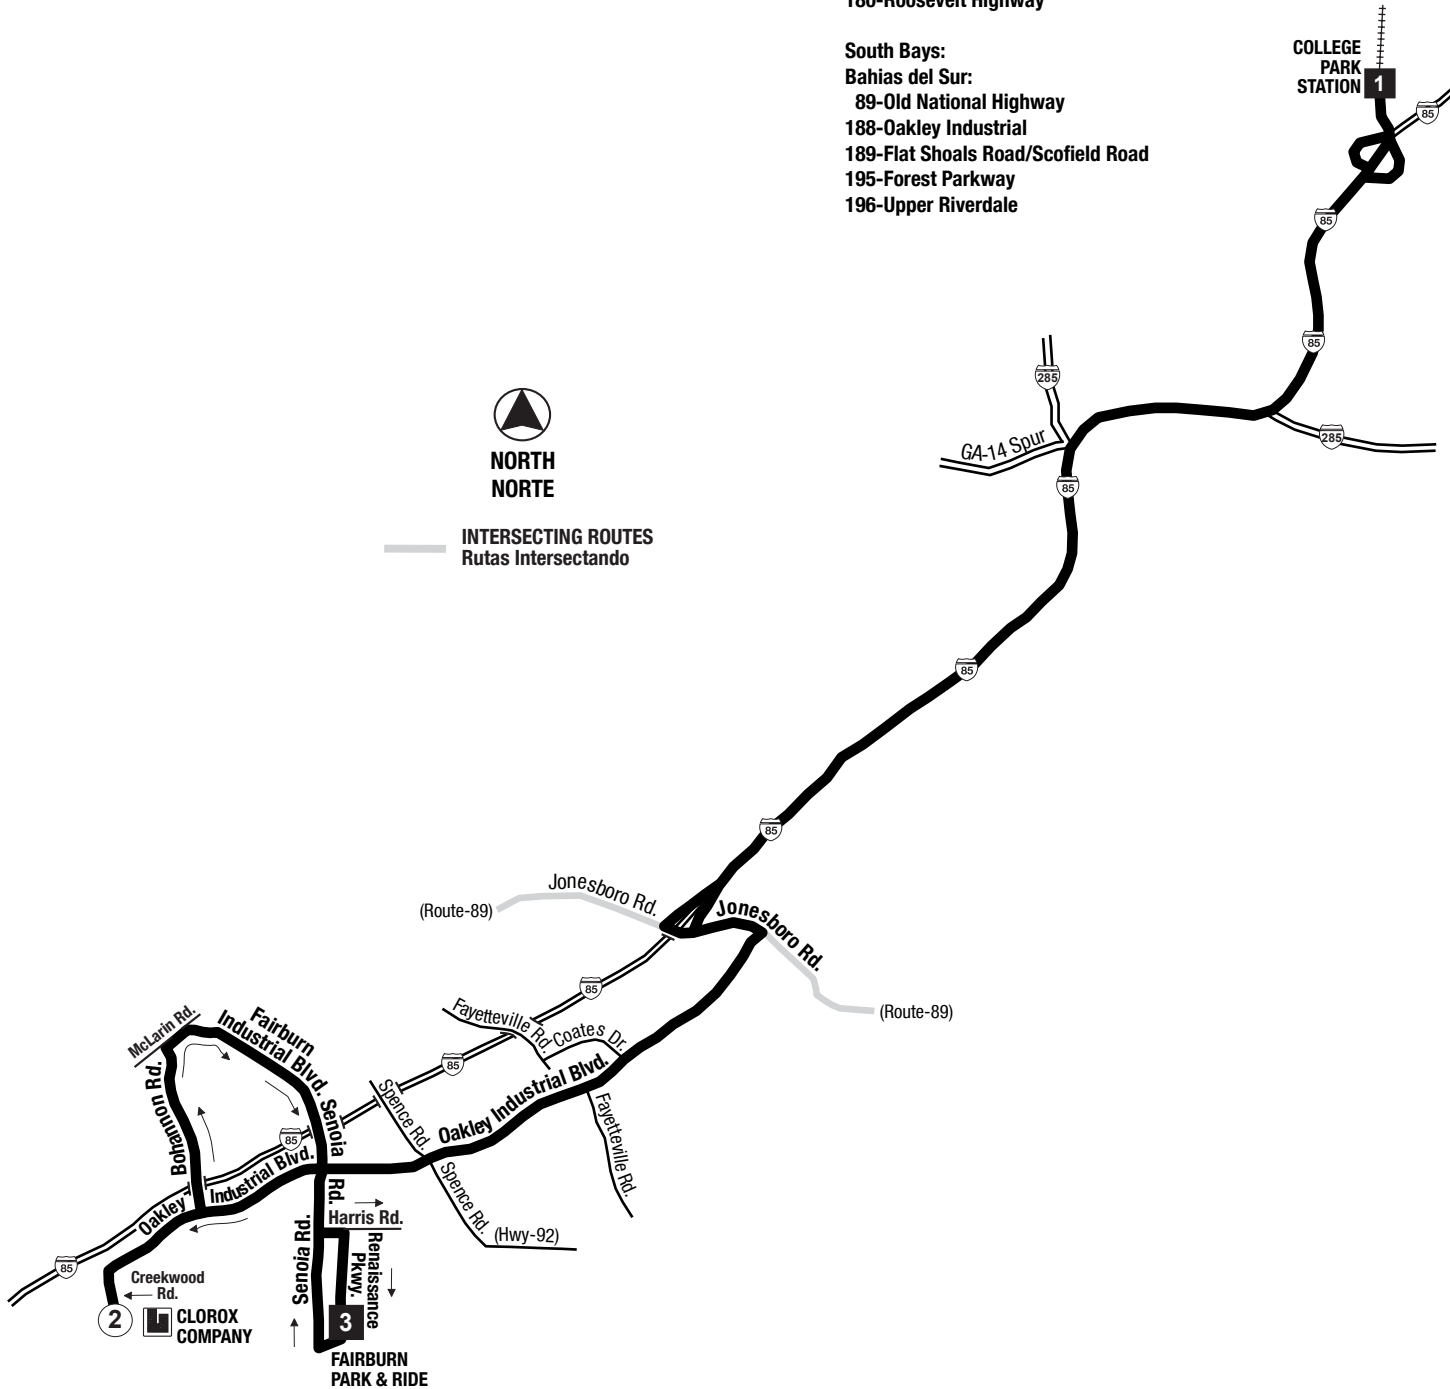 180-Roosevelt Highway
South Bays:
Bahias del Sur:
89-Old National Highway
188-Oakley Industrial
189-Flat Shoals Road/Scofield Road
195-Forest Parkway
196-Upper Riverdale
COLLEGE
PARK
STATION
1
85
85
85
285
285
GA-14 Spur
85
NORTH
NORTE
INTERSECTING ROUTES
Rutas Intersectando
85
85
Jonesboro Rd.
(Route-89)
Jonesboro Rd.
(Route-89)
85
Fayetteville Rd.
Coates Dr.
85
McLarin Rd.
Fairburn
Industrial Blvd.
Senoia
Rd.
Bohannon Rd.
85
Spence Rd.
Oakley Industrial Blvd.
Fayetteville Rd.
Oakley
Industrial Blvd.
Spence Rd.
(Hwy-92)
Harris Rd.
Senoia Rd.
Renaissance
Pkwy.
85
Creekwood
Rd.
2
CLOROX
COMPANY
3
FAIRBURN
PARK & RIDE